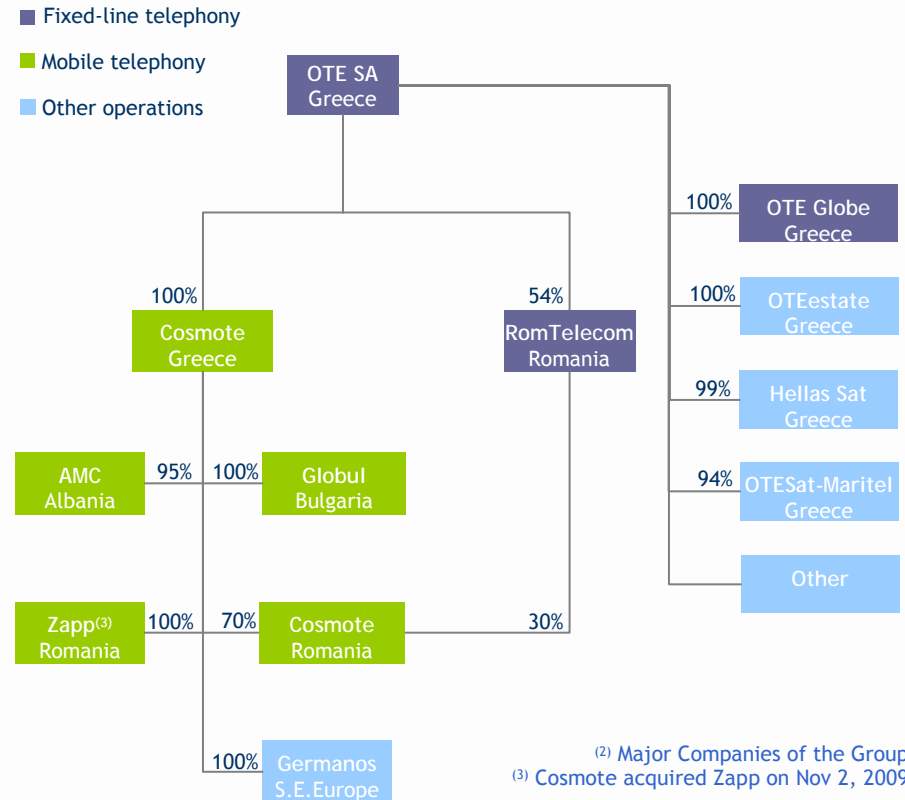 Fixed-line telephony
Mobile telephony
Other operations
OTE SA
Greece
100%
OTE Globe
Greece
100%
OTEestate
Greece
99%
Hellas Sat
Greece
94%
OTESat-Maritel
Greece
Other
100%
Cosmote
Greece
54%
RomTelecom
Romania
AMC
Albania
95%
100%
Globul
Bulgaria
Zapp(3)
Romania
100%
70%
Cosmote
Romania
30%
100%
Germanos
S.E.Europe
(2) Major Companies of the Group
(3) Cosmote acquired Zapp on Nov 2, 2009